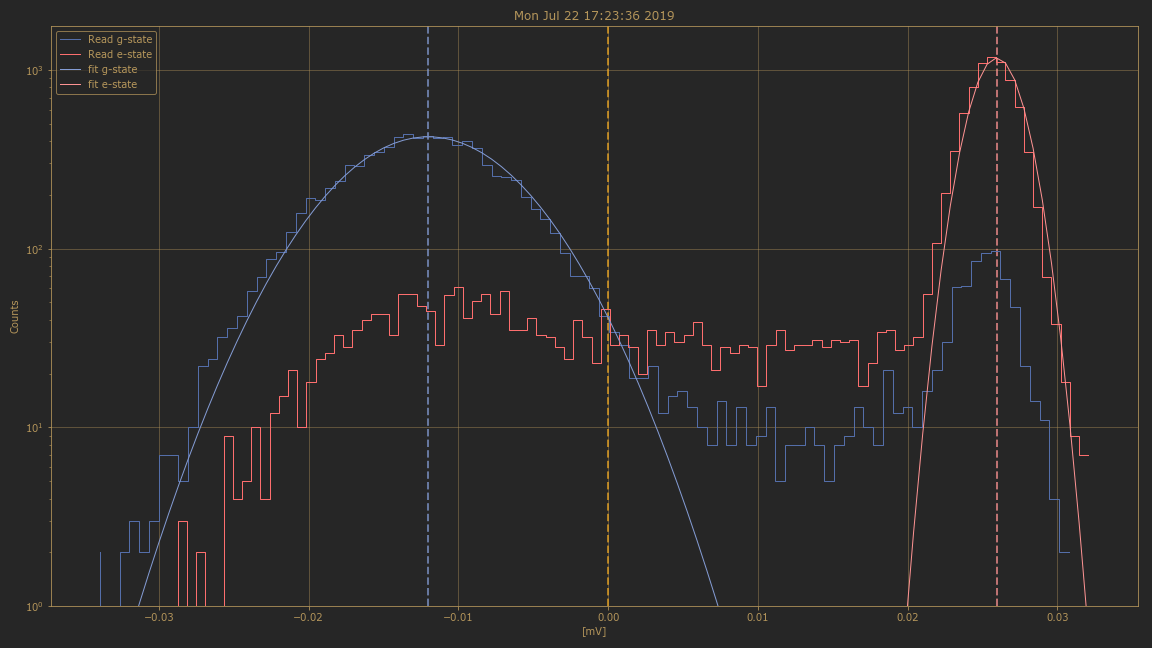 Mon Jul 22 17:23:36 2019
Read g-state
Read e-state
fit g-state
fit e-state
Counts
10³
10²
10¹
10⁰
−0.03 −0.02 −0.01 0.00 0.01 0.02 0.03
[mV]